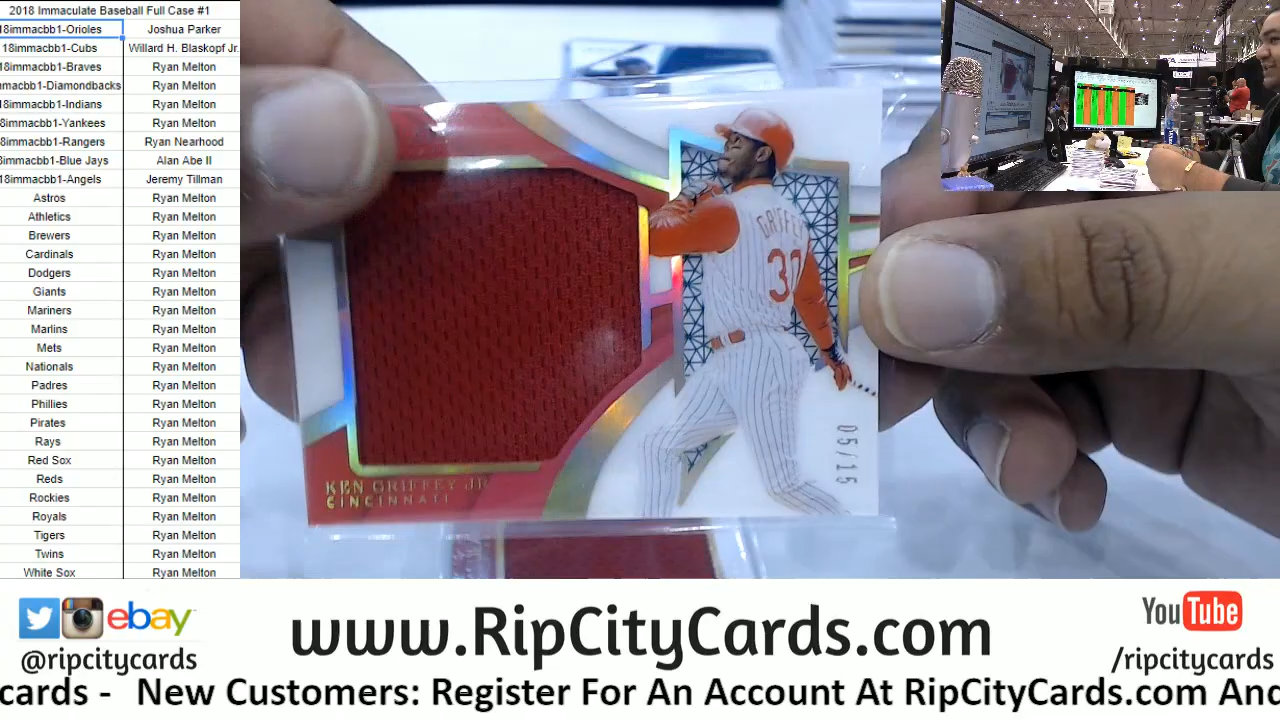 2018 Immaculate Baseball Full Case #1
18immacbb1-Orioles Joshua Parker
18immacbb1-Cubs Willard H. Blaskopf Jr.
immacbb1-Braves Ryan Melton
macbb1-Diamondbacks Ryan Melton
immacbb1-Indians Ryan Melton
8immacbb1-Yankees Ryan Melton
8immacbb1-Rangers Ryan Nearhood
immacbb1-Blue Jays Alan Abe II
18immacbb1-Angels Jeremy Tillman
Astros Ryan Melton
Athletics Ryan Melton
Brewers Ryan Melton
Cardinals Ryan Melton
Dodgers Ryan Melton
Giants Ryan Melton
Mariners Ryan Melton
Marlins Ryan Melton
Mets Ryan Melton
Nationals Ryan Melton
Padres Ryan Melton
Phillies Ryan Melton
Pirates Ryan Melton
Rays Ryan Melton
Red Sox Ryan Melton
Reds Ryan Melton
Rockies Ryan Melton
Royals Ryan Melton
Tigers Ryan Melton
Twins Ryan Melton
White Sox Ryan Melton
GRIFFEY
30
05/15
KEN GRIFFEY JR
CINCINNATI
ebay
@ripcitycards
www.RipCityCards.com
YouTube
/ripcitycards
cards - New Customers: Register For An Account At RipCityCards.com And